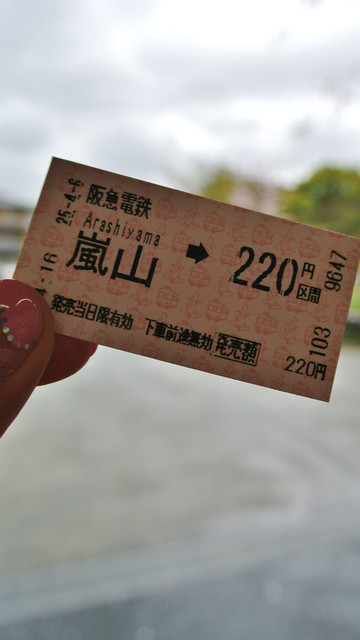 25.-4.-6
阪急電鉄
Arashiyama
嵐山 ➡ 220円区間
9647
発売当日限有効 下車前途無効 発売額
103
220円